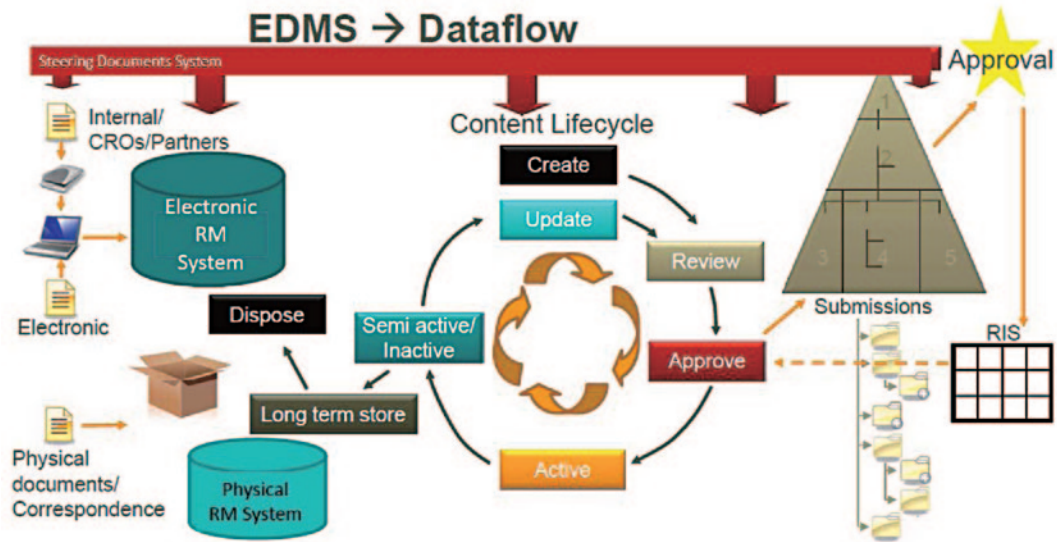 EDMS → Dataflow
Steering Documents System
Approval
Internal/
CROs/Partners
Electronic
RM
System
Electronic
Content Lifecycle
Create
Update
Review
Approve
Active
Semi active/
Inactive
Long term store
Dispose
Physical
documents/
Correspondence
Physical
RM System
1
2
3
4
5
Submissions
RIS